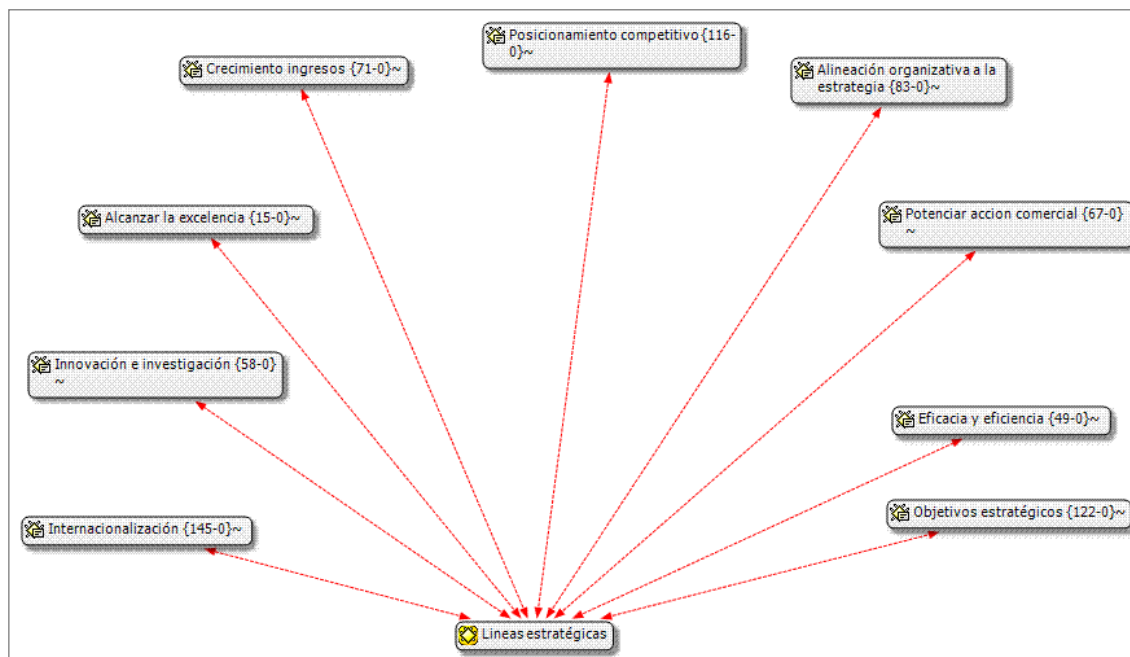 Posicionamiento competitivo {116-
0}~
Crecimiento ingresos {71-0}~
Alineación organizativa a la
estrategia {83-0}~
Alcanzar la excelencia {15-0}~
Potenciar accion comercial {67-0}
~
Innovación e investigación {58-0}
~
Eficacia y eficiencia {49-0}~
Internacionalización {145-0}~
Objetivos estratégicos {122-0}~
Lineas estratégicas